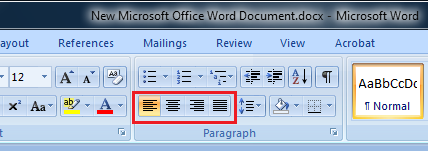 New Microsoft Office Word Document.docx - Microsoft Word
ayout References Mailings Review View Acrobat
12 A A
x² Aa ab A A Z ¶ AaBbCcDc
¶ Normal
Paragraph